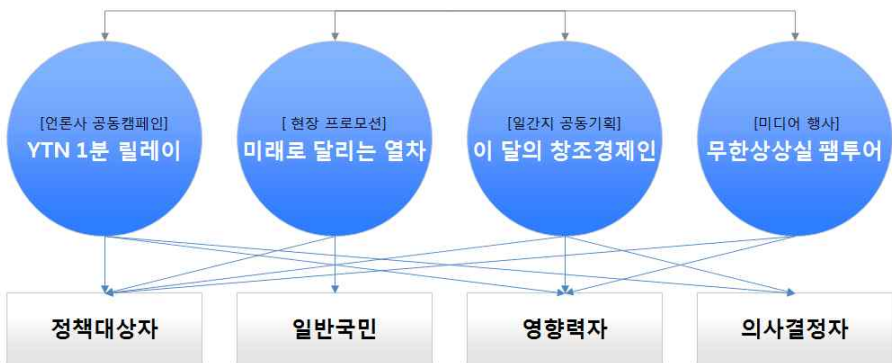 [언론사 공동캠페인]
YTN 1분 릴레이
[ 현장 프로모션]
미래로 달리는 열차
[일간지 공동기획]
이 달의 창조경제인
[미디어 행사]
무한상상실 팸투어
정책대상자
일반국민
영향력자
의사결정자